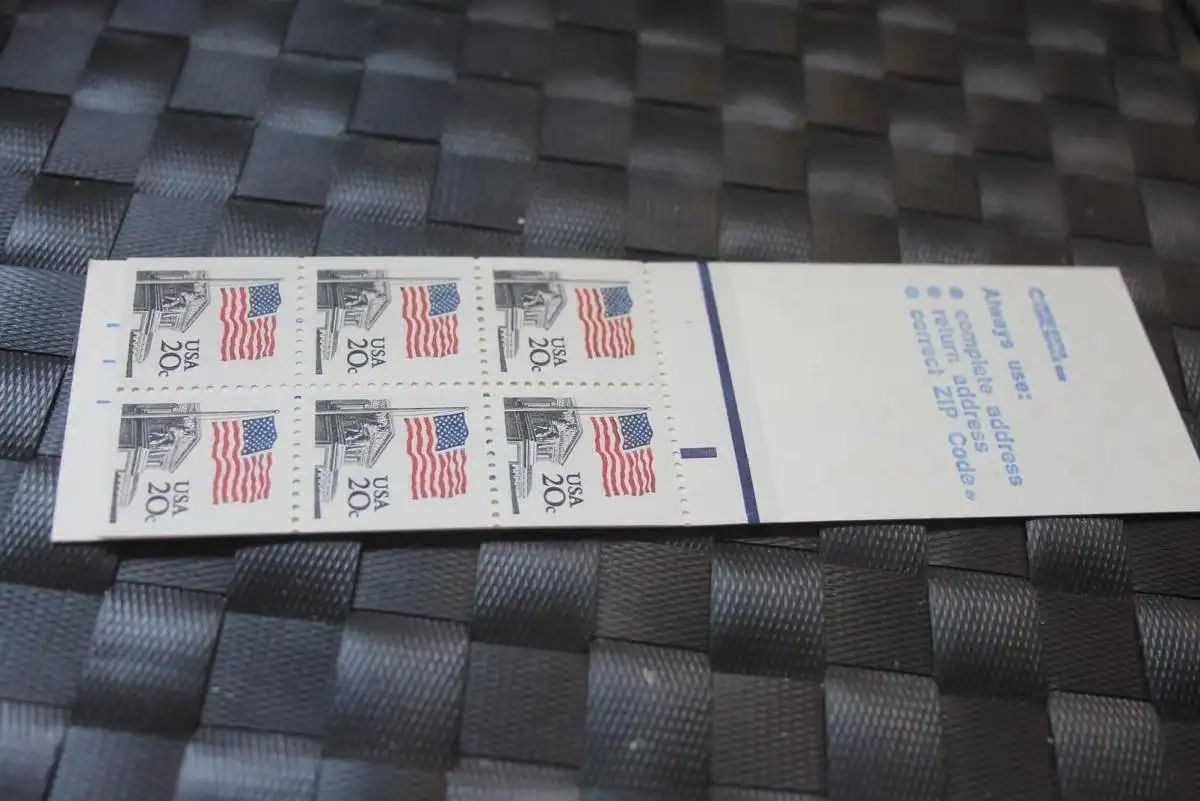 USA
20c
USA
20c
USA
20c
USA
20c
USA
20c
USA
20c
Always use:
complete address
return address
correct ZIP Code